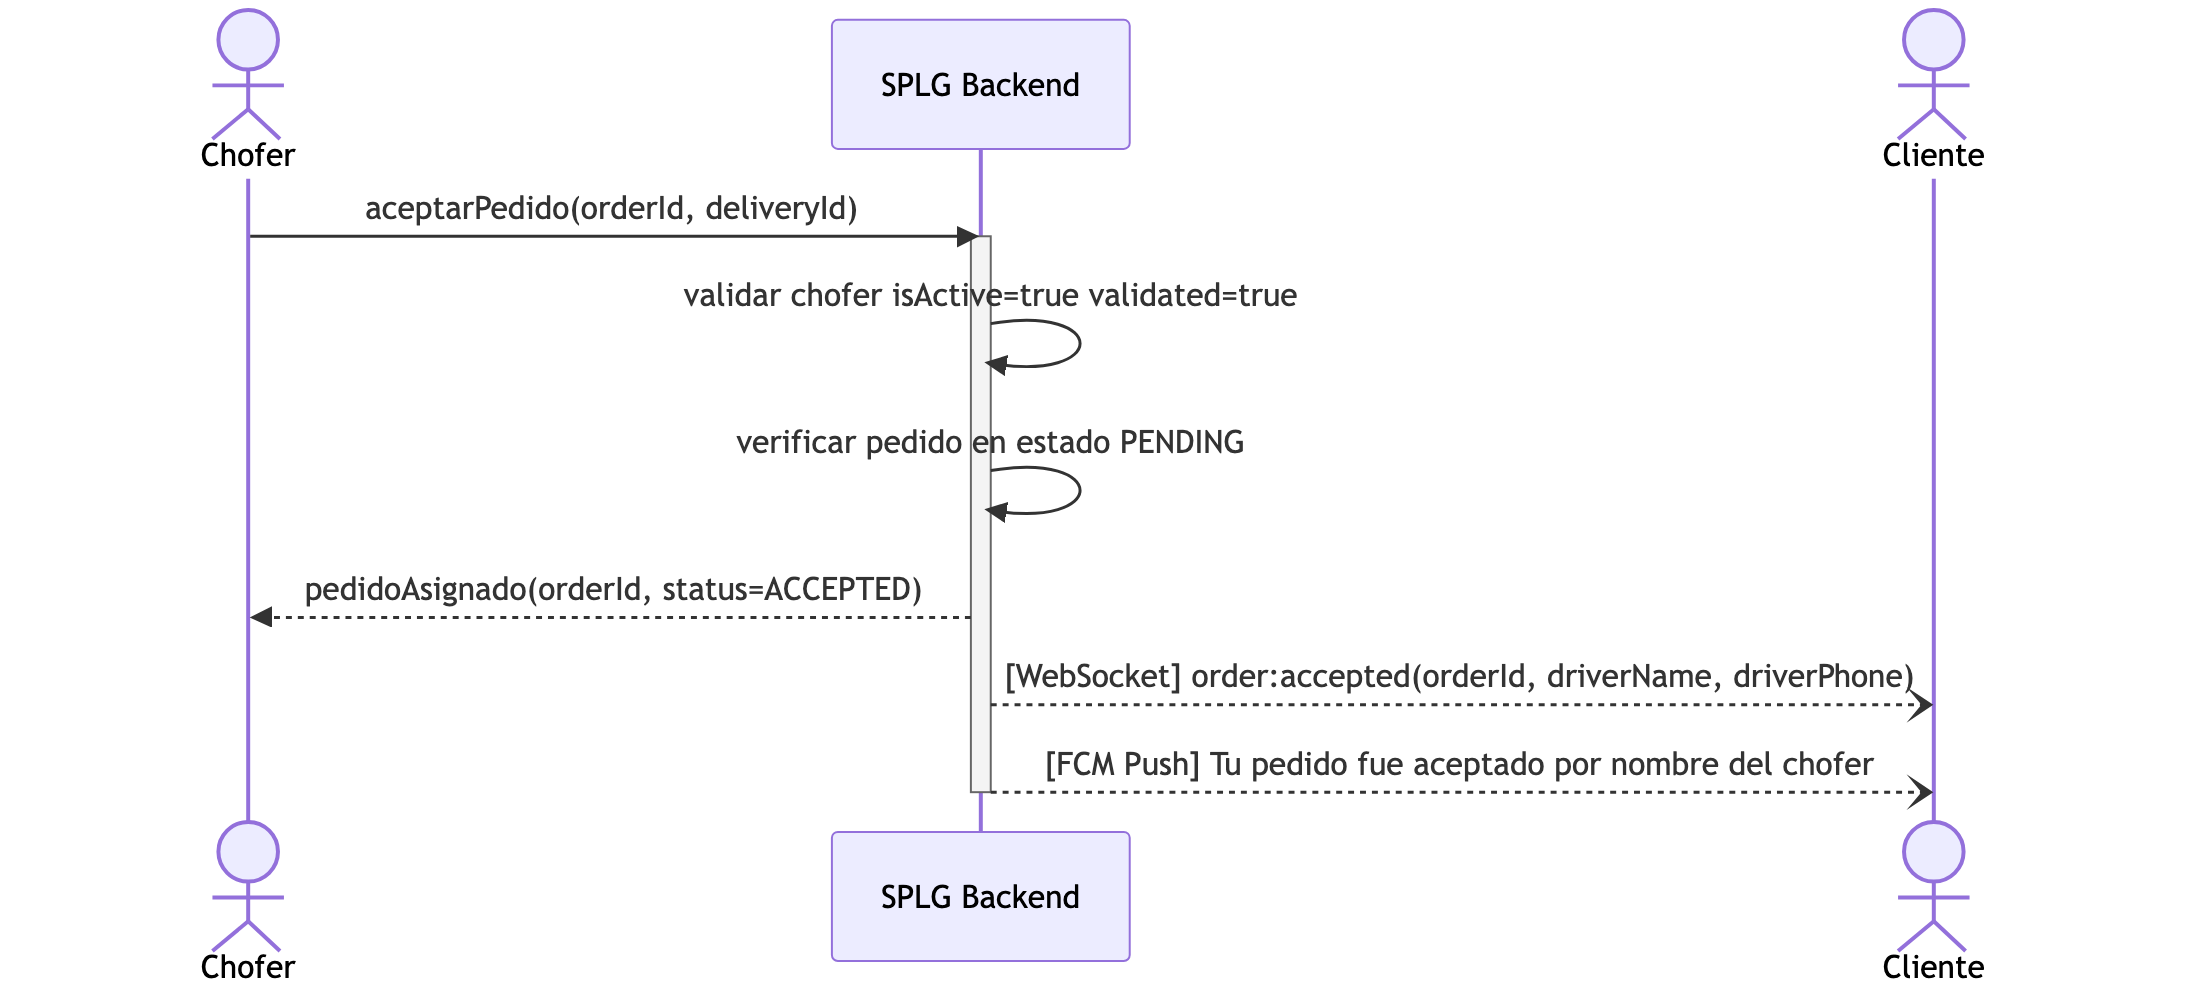 SPLG Backend
Chofer
Cliente
aceptarPedido(orderId, deliveryId)
validar chofer isActive=true validated=true
verificar pedido en estado PENDING
pedidoAsignado(orderId, status=ACCEPTED)
[WebSocket] order:accepted(orderId, driverName, driverPhone)
[FCM Push] Tu pedido fue aceptado por nombre del chofer
SPLG Backend
Chofer
Cliente